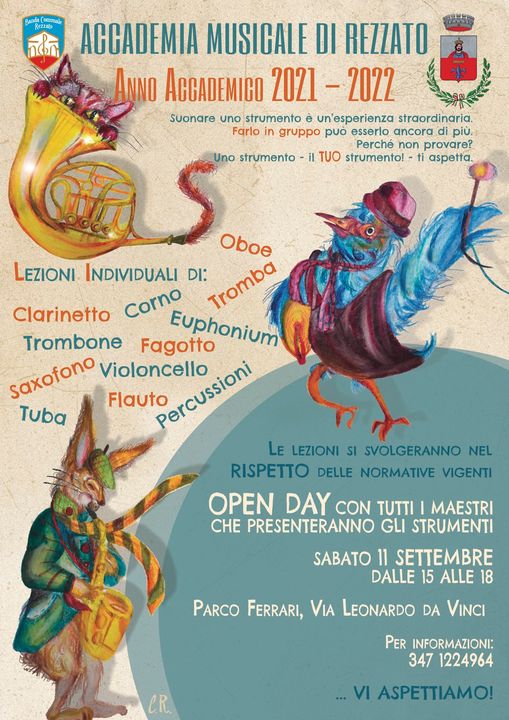 Banda Comunale
Rezzato
ACCADEMIA MUSICALE DI REZZATO
ANNO ACCADEMICO 2021 – 2022
Suonare uno strumento è un'esperienza straordinaria.
Farlo in gruppo può esserlo ancora di più.
Perché non provare?
Uno strumento - il TUO strumento! - ti aspetta.
LEZIONI INDIVIDUALI DI:
Oboe
Tromba
Corno
Clarinetto
Euphonium
Trombone
Fagotto
Saxofono
Violoncello
Percussioni
Flauto
Tuba
LE LEZIONI SI SVOLGERANNO NEL
RISPETTO DELLE NORMATIVE VIGENTI
OPEN DAY CON TUTTI I MAESTRI
CHE PRESENTERANNO GLI STRUMENTI
SABATO 11 SETTEMBRE
DALLE 15 ALLE 18
PARCO FERRARI, VIA LEONARDO DA VINCI
PER INFORMAZIONI:
347 1224964
... VI ASPETTIAMO!
C.R.